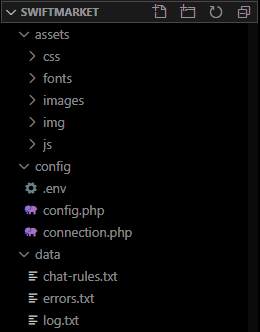 SWIFTMARKET
assets
css
fonts
images
img
js
config
.env
config.php
connection.php
data
chat-rules.txt
errors.txt
log.txt